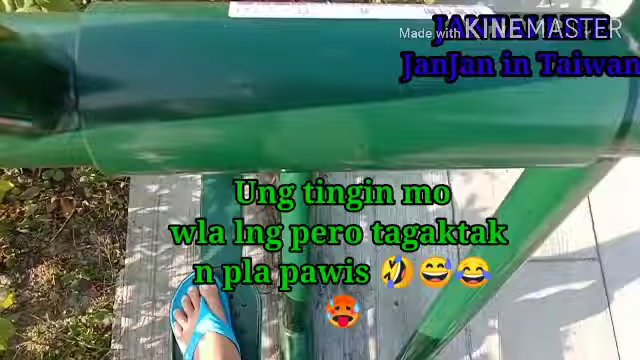 Made with KINEMASTER
JanJan in Taiwan
Ung tingin mo
wla lng pero tagaktak
n pla pawis 🤣😅😂
🥵